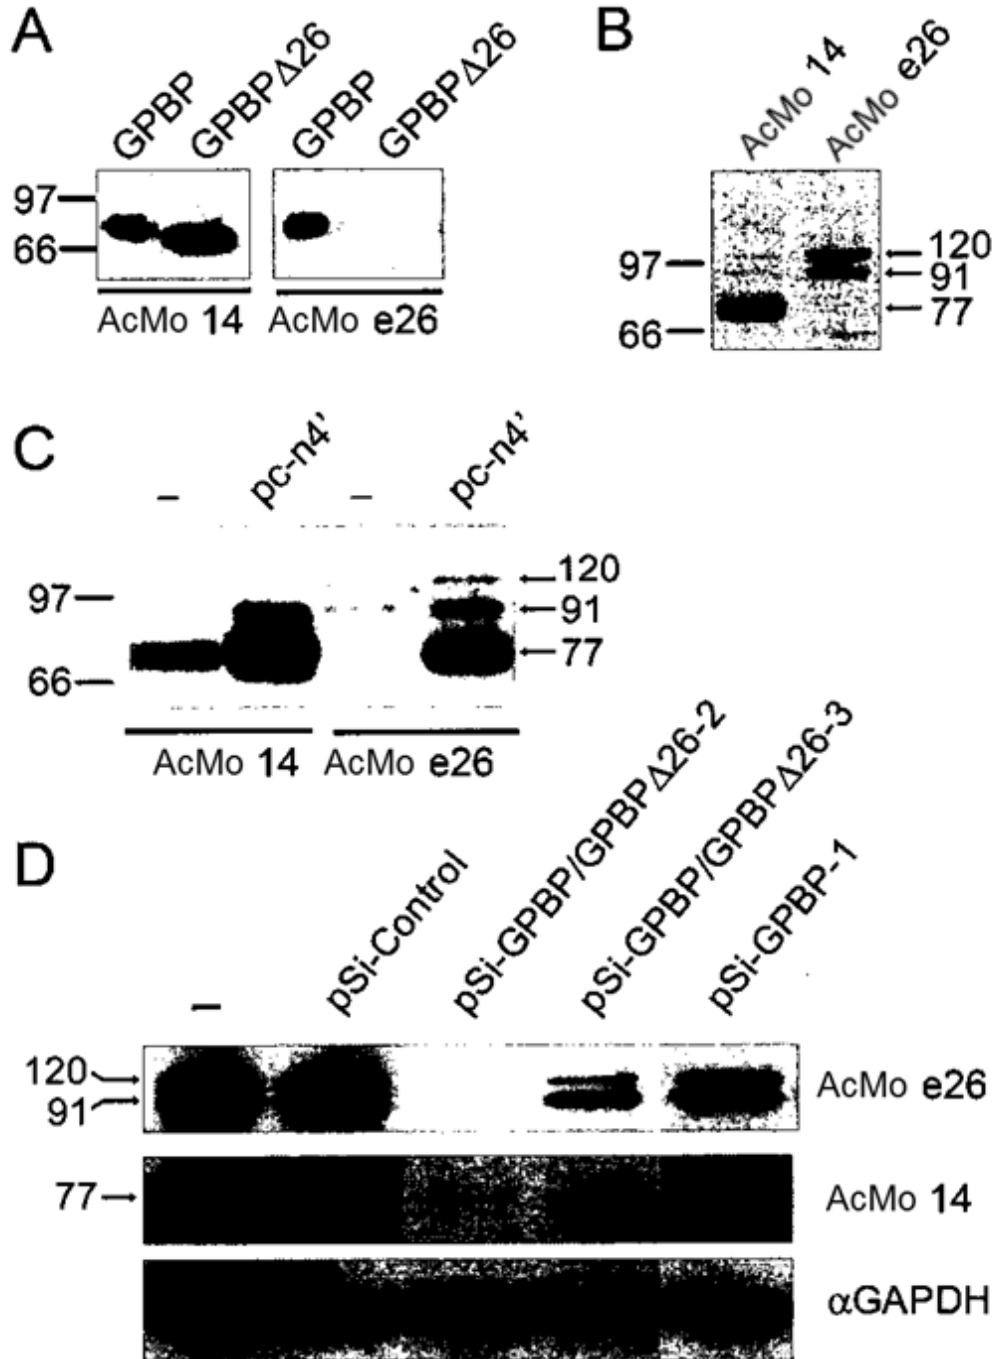 A
GPBP
GPBPΔ26
GPBP
GPBPΔ26
97
66
AcMo 14
AcMo e26
B
AcMo 14
AcMo e26
97
66
120
91
77
C
–
pc-n4'
–
pc-n4'
97
66
120
91
77
AcMo 14
AcMo e26
D
–
pSi-Control
pSi-GPBP/GPBPΔ26-2
pSi-GPBP/GPBPΔ26-3
pSi-GPBP-1
120
91
AcMo e26
77
AcMo 14
αGAPDH